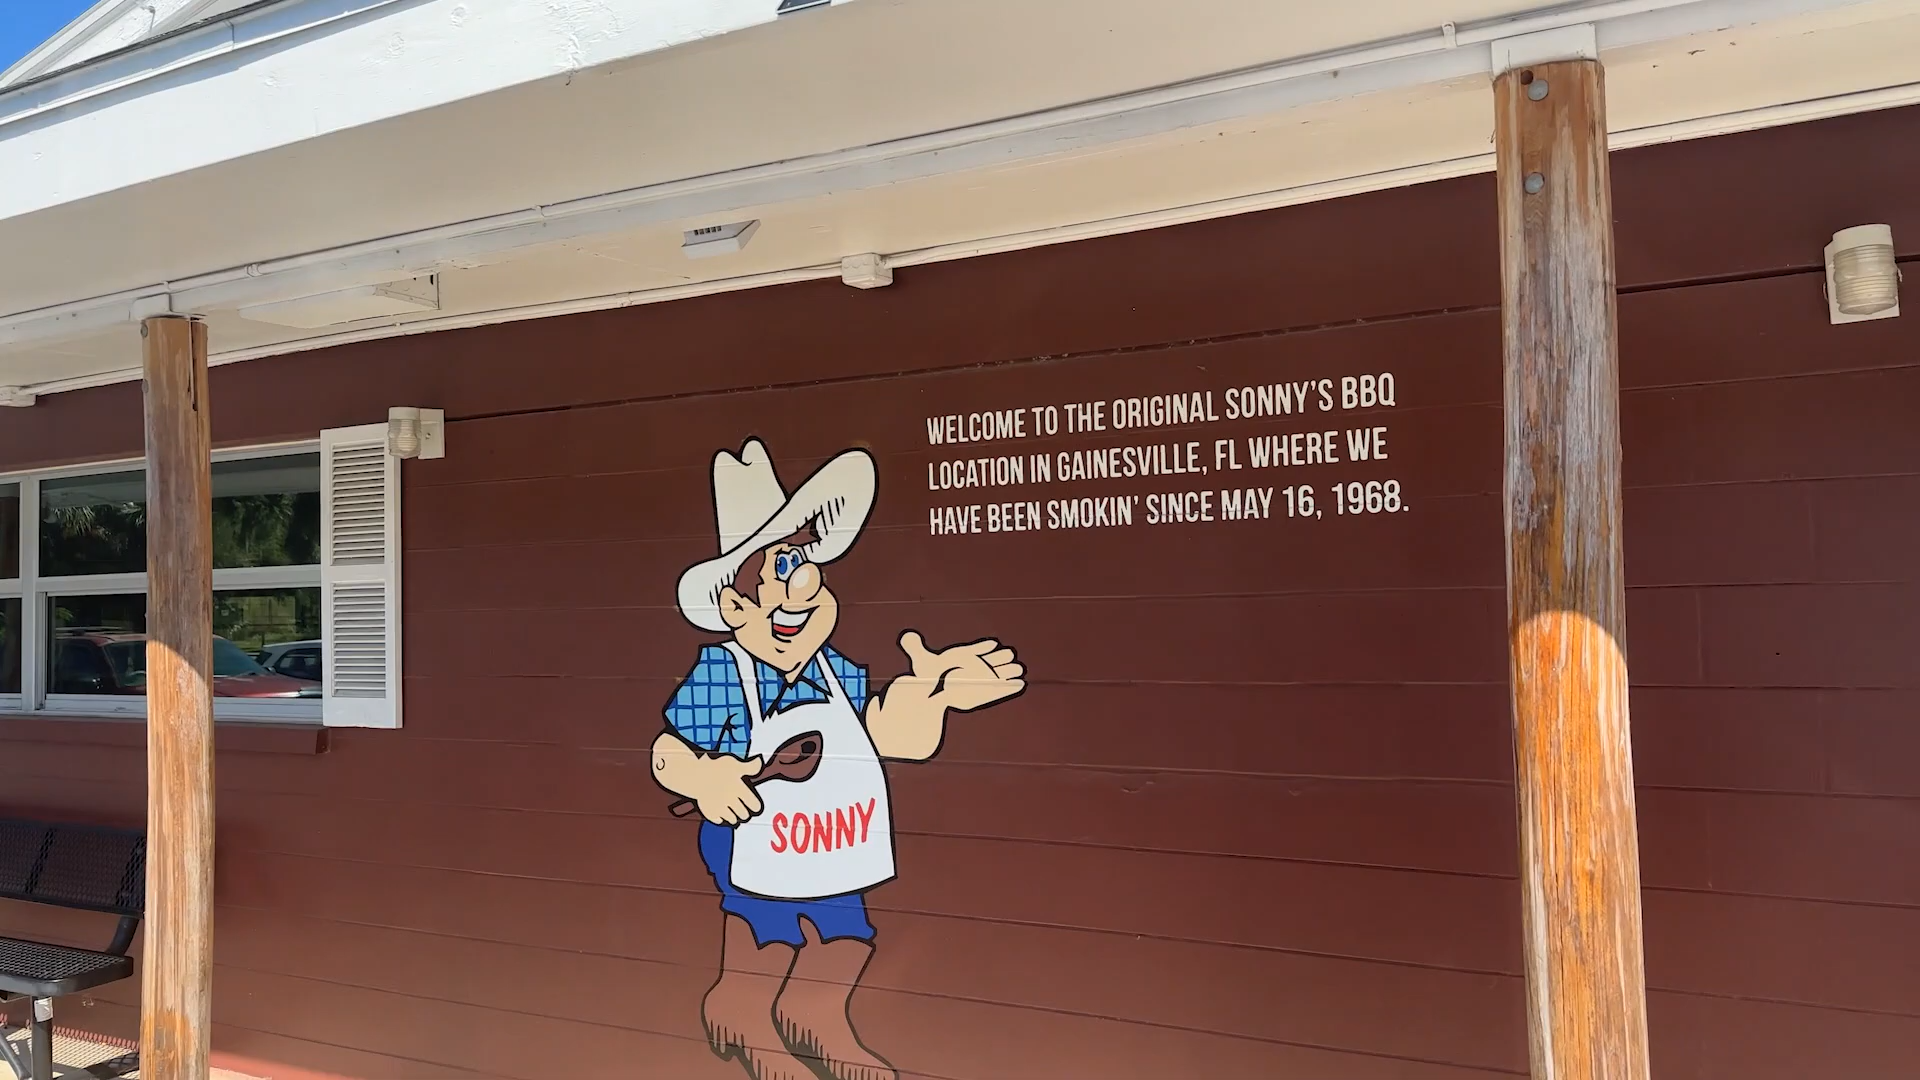 WELCOME TO THE ORIGINAL SONNY'S BBQ
LOCATION IN GAINESVILLE, FL WHERE WE
HAVE BEEN SMOKIN' SINCE MAY 16, 1968.
SONNY